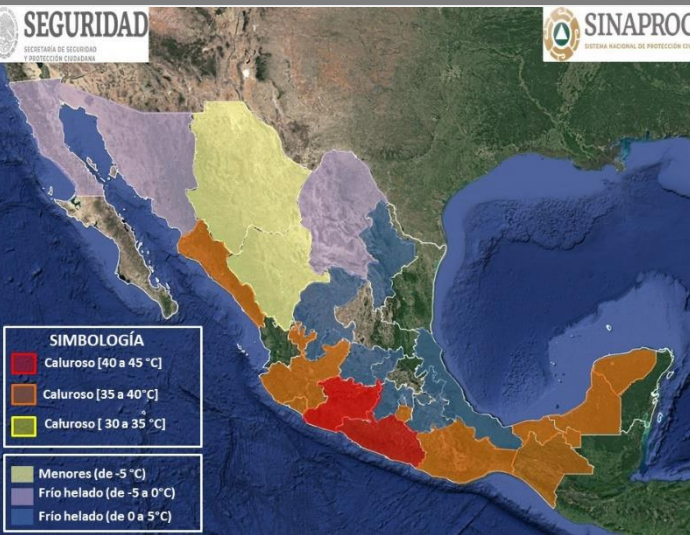 SEGURIDAD
SECRETARÍA DE SEGURIDAD
Y PROTECCIÓN CIUDADANA
SINAPROC
SISTEMA NACIONAL DE PROTECCIÓN
SIMBOLOGÍA
Caluroso [40 a 45 °C]
Caluroso [35 a 40°C]
Caluroso [ 30 a 35 °C]
Menores (de -5 °C)
Frío helado (de -5 a 0°C)
Frío helado (de 0 a 5°C)